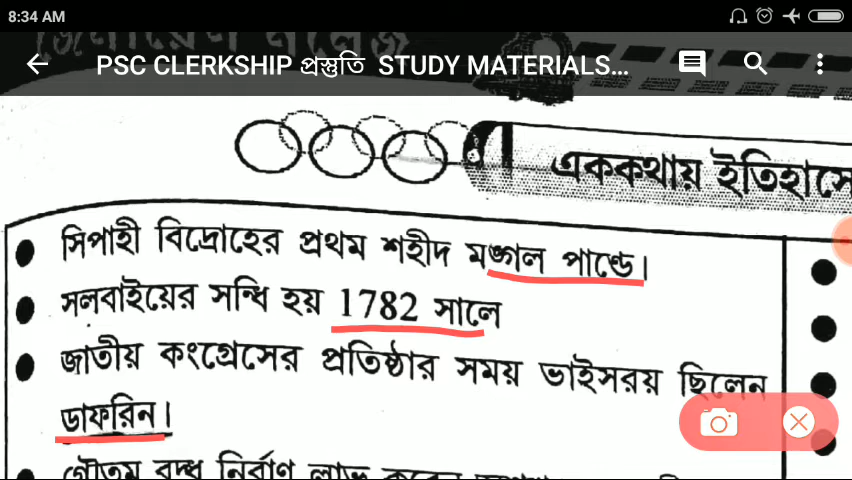 8:34 AM
জেনারেল নলেজ
PSC CLERKSHIP প্রস্তুতি STUDY MATERIALS...
এককথায় ইতিহাসে
সিপাহী বিদ্রোহের প্রথম শহীদ মঙ্গল পাণ্ডে।
সলবাইয়ের সন্ধি হয় 1782 সালে
জাতীয় কংগ্রেসের প্রতিষ্ঠার সময় ভাইসরয় ছিলেন
ডাফরিন।
গৌতম বুদ্ধ নির্বাণ লাভ করেন